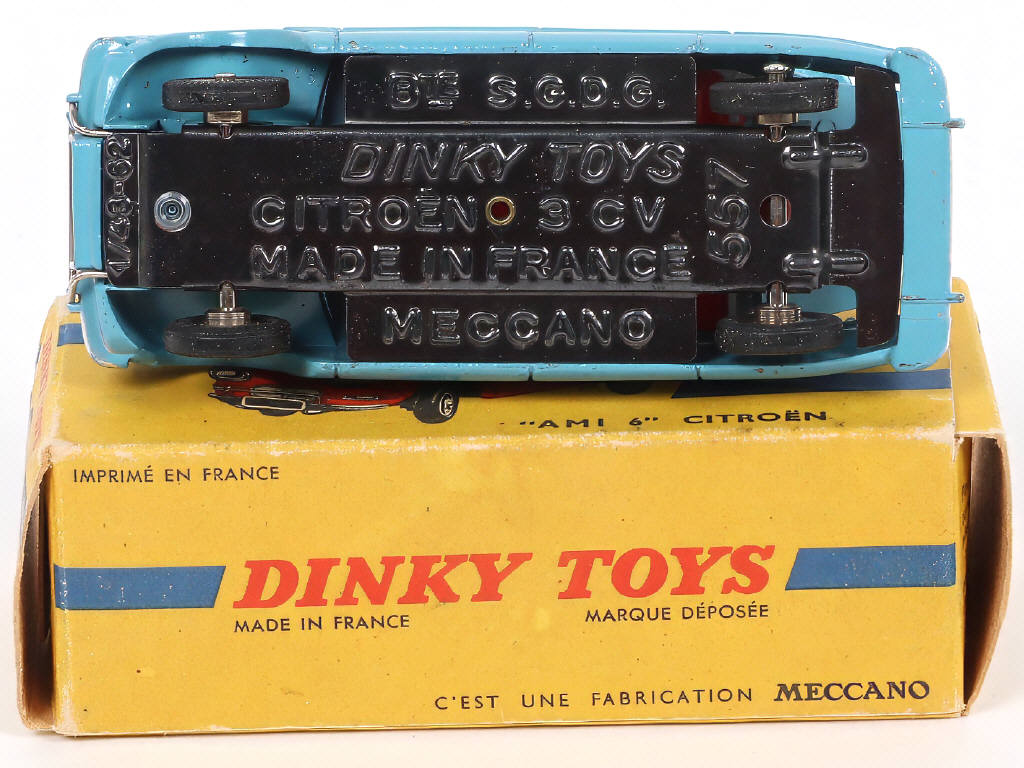 BTÉ S.G.D.G.
DINKY TOYS
CITROËN 3 CV
MADE IN FRANCE
MECCANO
557
1/43-62
"AMI 6" CITROËN
IMPRIMÉ EN FRANCE
DINKY TOYS
MADE IN FRANCE MARQUE DÉPOSÉE
C'EST UNE FABRICATION MECCANO